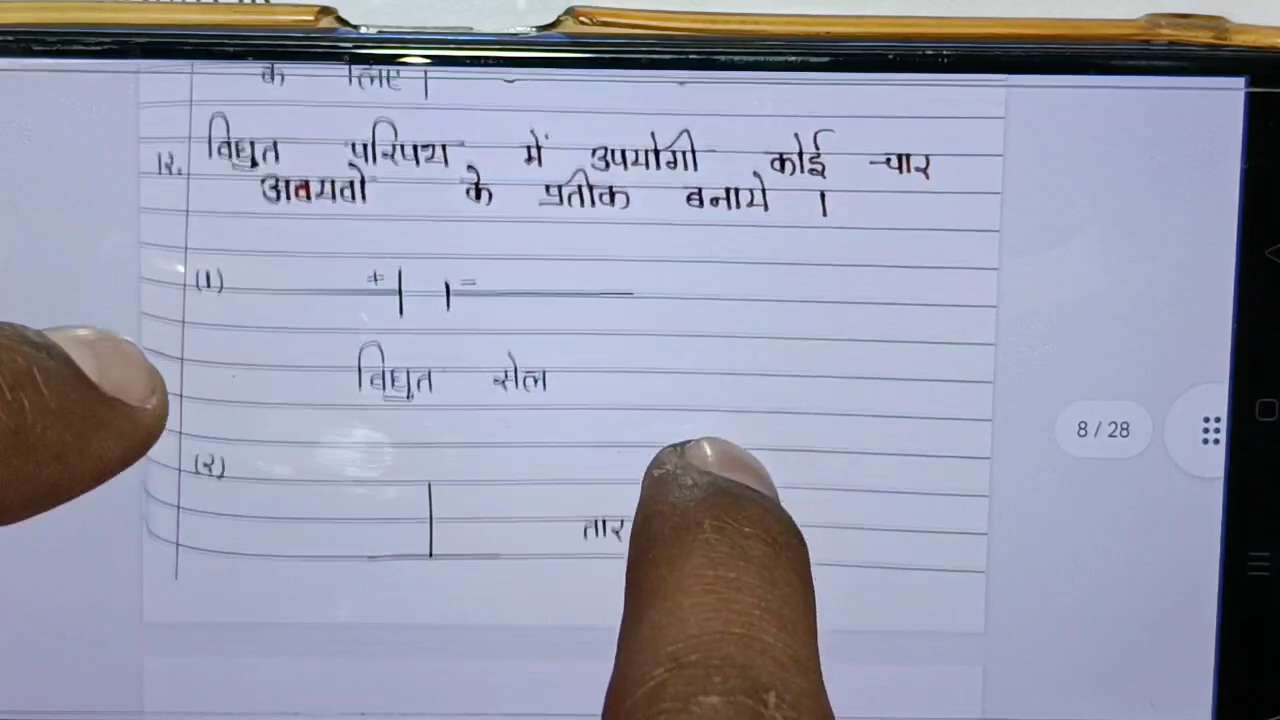 के लिए।
12. विधुत परिपथ में उपयोगी कोई चार
अवयवो के प्रतीक बनाये ।
(1) + -
विधुत सेल
(2)
तार
8 / 28